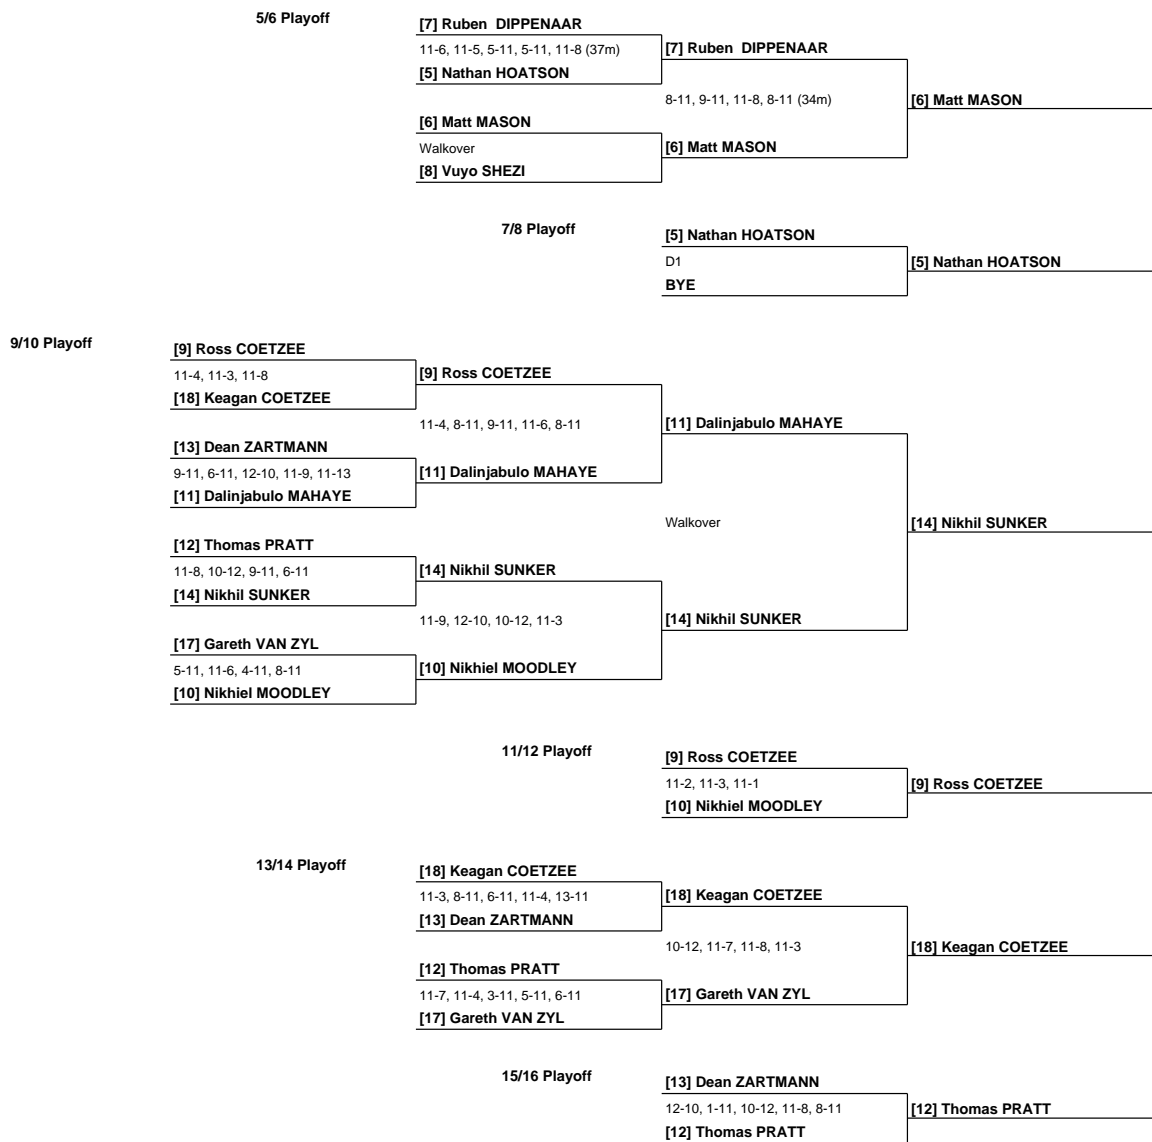 5/6 Playoff
[7] Ruben DIPPENAAR
11-6, 11-5, 5-11, 5-11, 11-8 (37m)
[5] Nathan HOATSON
[7] Ruben DIPPENAAR
8-11, 9-11, 11-8, 8-11 (34m)
[6] Matt MASON
[6] Matt MASON
Walkover
[8] Vuyo SHEZI
[6] Matt MASON
7/8 Playoff
[5] Nathan HOATSON
D1
BYE
[5] Nathan HOATSON
9/10 Playoff
[9] Ross COETZEE
11-4, 11-3, 11-8
[18] Keagan COETZEE
[9] Ross COETZEE
11-4, 8-11, 9-11, 11-6, 8-11
[11] Dalinjabulo MAHAYE
[13] Dean ZARTMANN
9-11, 6-11, 12-10, 11-9, 11-13
[11] Dalinjabulo MAHAYE
[11] Dalinjabulo MAHAYE
Walkover
[14] Nikhil SUNKER
[12] Thomas PRATT
11-8, 10-12, 9-11, 6-11
[14] Nikhil SUNKER
[14] Nikhil SUNKER
11-9, 12-10, 10-12, 11-3
[14] Nikhil SUNKER
[17] Gareth VAN ZYL
5-11, 11-6, 4-11, 8-11
[10] Nikhiel MOODLEY
[10] Nikhiel MOODLEY
11/12 Playoff
[9] Ross COETZEE
11-2, 11-3, 11-1
[10] Nikhiel MOODLEY
[9] Ross COETZEE
13/14 Playoff
[18] Keagan COETZEE
11-3, 8-11, 6-11, 11-4, 13-11
[13] Dean ZARTMANN
[18] Keagan COETZEE
10-12, 11-7, 11-8, 11-3
[18] Keagan COETZEE
[12] Thomas PRATT
11-7, 11-4, 3-11, 5-11, 6-11
[17] Gareth VAN ZYL
[17] Gareth VAN ZYL
15/16 Playoff
[13] Dean ZARTMANN
12-10, 1-11, 10-12, 11-8, 8-11
[12] Thomas PRATT
[12] Thomas PRATT